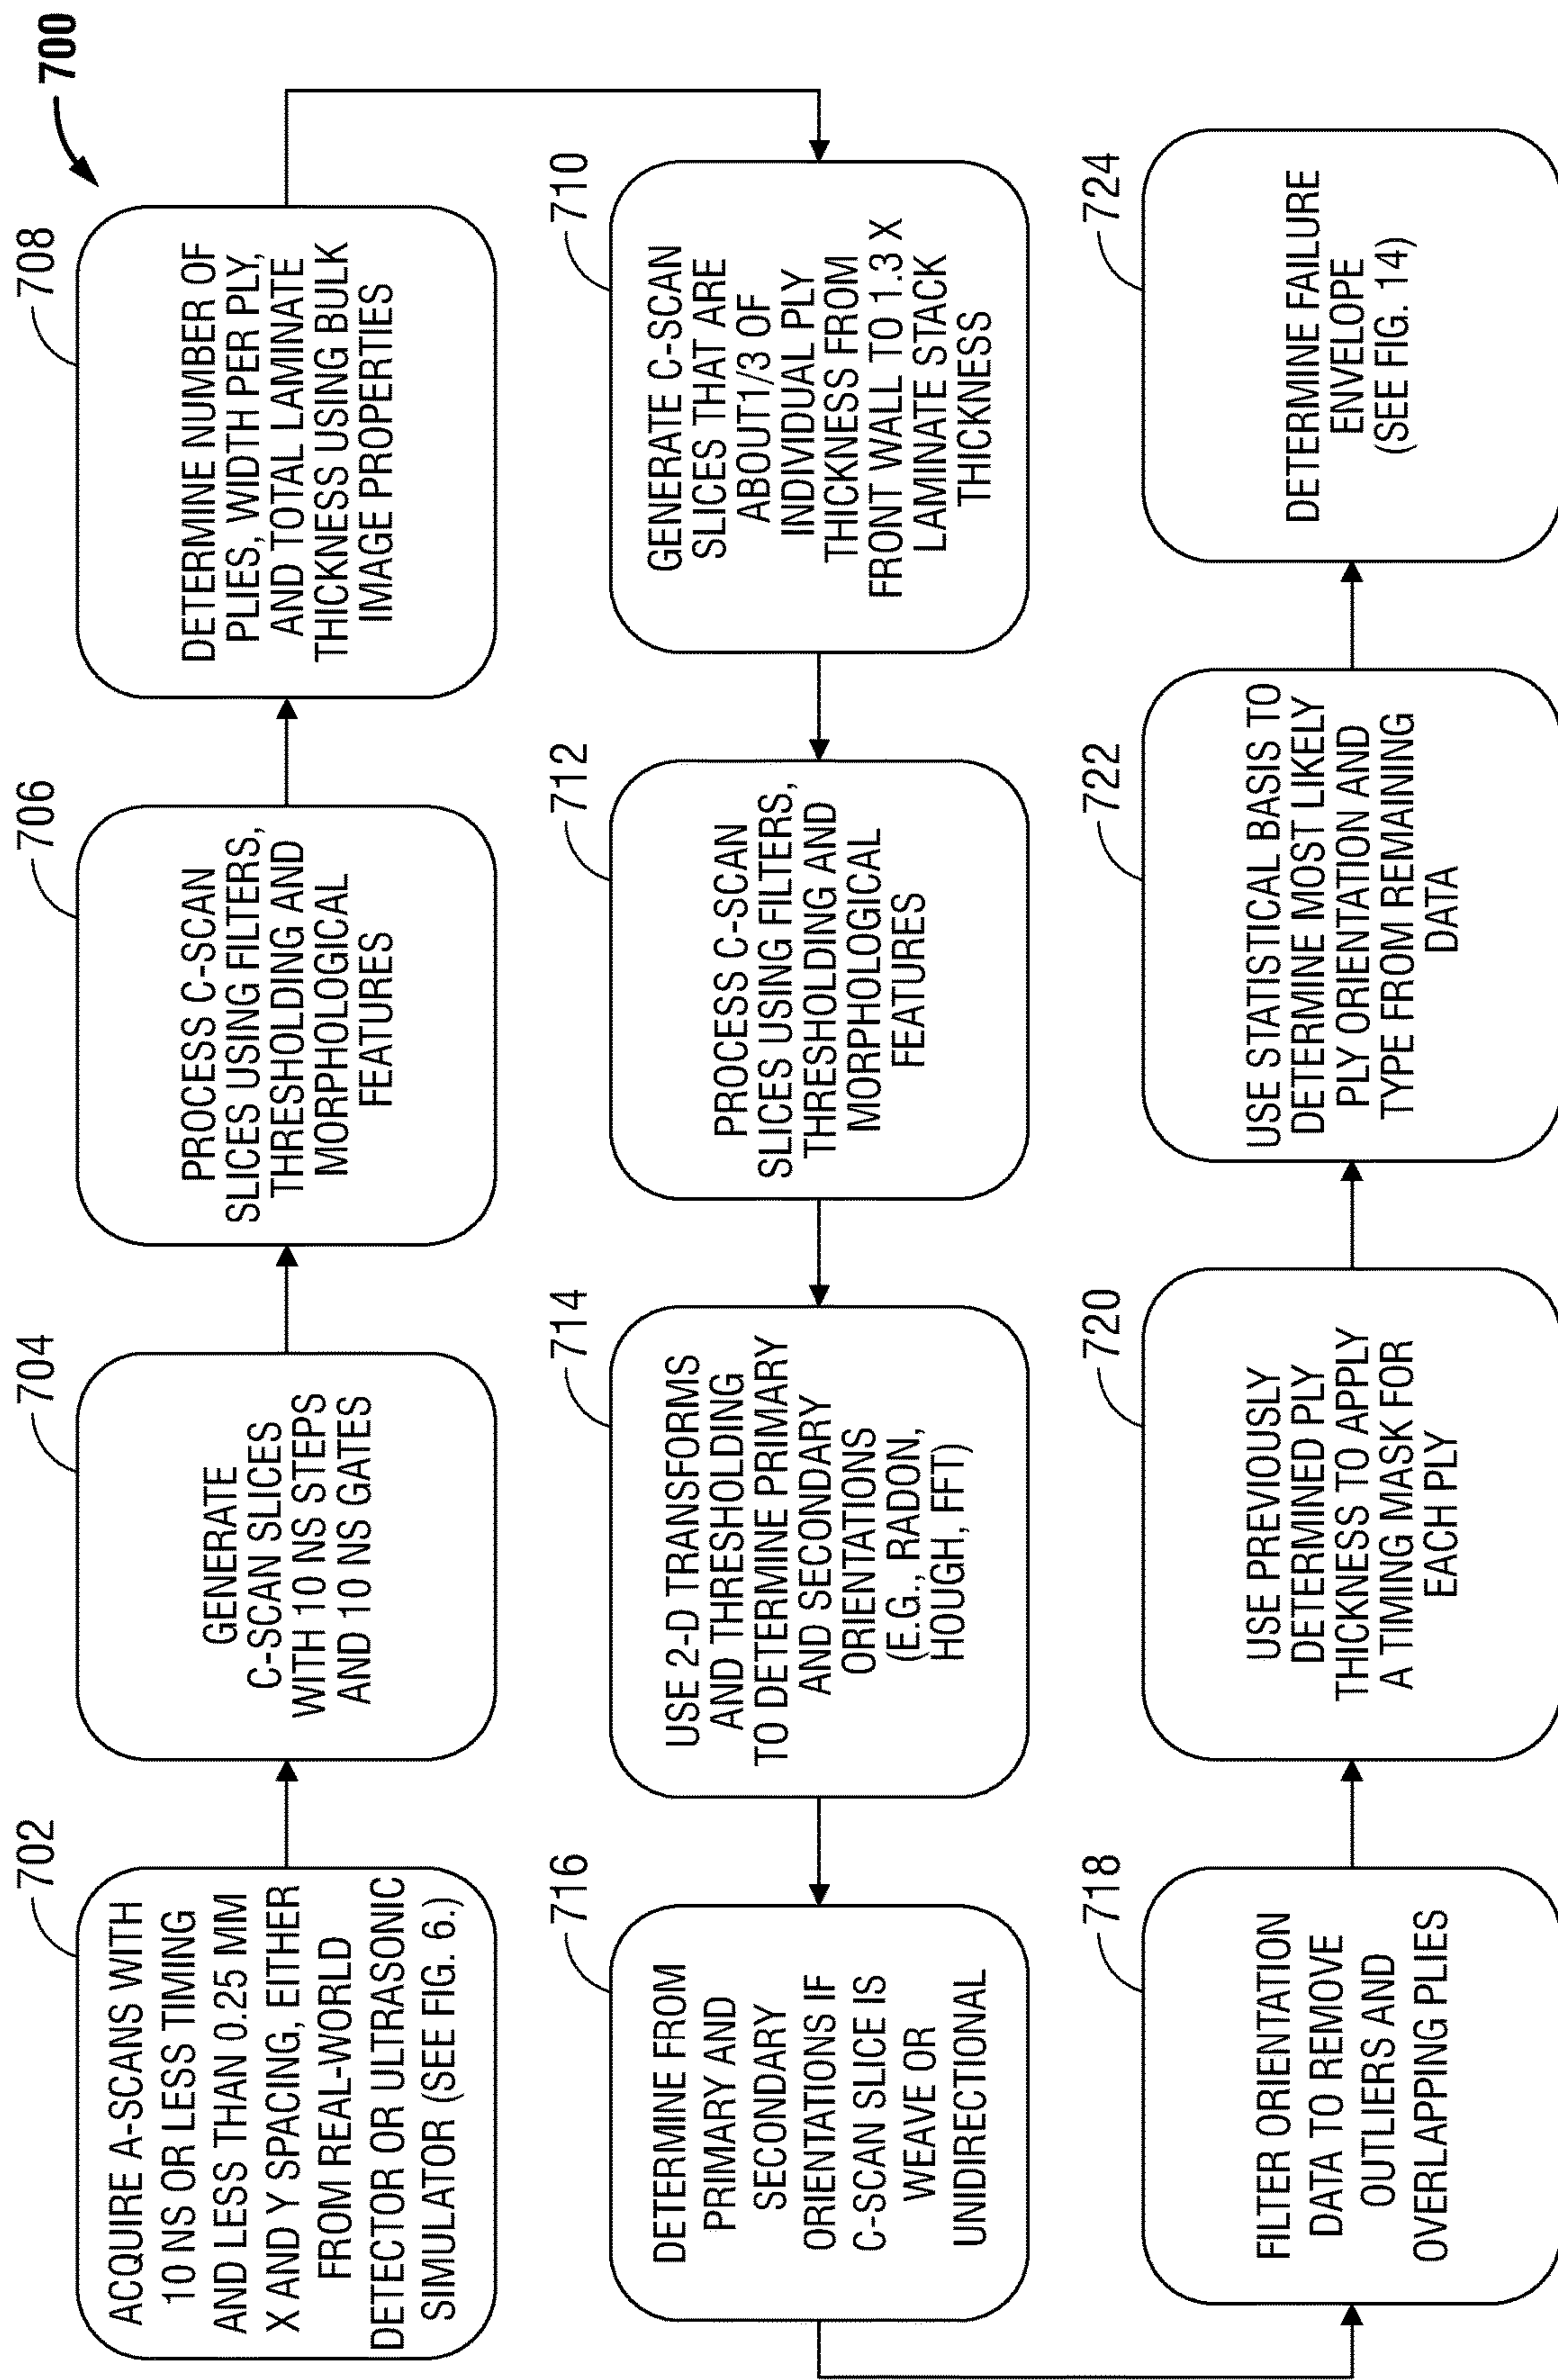 700
702
ACQUIRE A-SCANS WITH
10 NS OR LESS TIMING
AND LESS THAN 0.25 MM
X AND Y SPACING, EITHER
FROM REAL-WORLD
DETECTOR OR ULTRASONIC
SIMULATOR (SEE FIG. 6.)
704
GENERATE
C-SCAN SLICES
WITH 10 NS STEPS
AND 10 NS GATES
706
PROCESS C-SCAN
SLICES USING FILTERS,
THRESHOLDING AND
MORPHOLOGICAL
FEATURES
708
DETERMINE NUMBER OF
PLIES, WIDTH PER PLY,
AND TOTAL LAMINATE
THICKNESS USING BULK
IMAGE PROPERTIES
710
GENERATE C-SCAN
SLICES THAT ARE
ABOUT1/3 OF
INDIVIDUAL PLY
THICKNESS FROM
FRONT WALL TO 1.3 X
LAMINATE STACK
THICKNESS
712
PROCESS C-SCAN
SLICES USING FILTERS,
THRESHOLDING AND
MORPHOLOGICAL
FEATURES
714
USE 2-D TRANSFORMS
AND THRESHOLDING
TO DETERMINE PRIMARY
AND SECONDARY
ORIENTATIONS
(E.G., RADON,
HOUGH, FFT)
716
DETERMINE FROM
PRIMARY AND
SECONDARY
ORIENTATIONS IF
C-SCAN SLICE IS
WEAVE OR
UNIDIRECTIONAL
718
FILTER ORIENTATION
DATA TO REMOVE
OUTLIERS AND
OVERLAPPING PLIES
720
USE PREVIOUSLY
DETERMINED PLY
THICKNESS TO APPLY
A TIMING MASK FOR
EACH PLY
722
USE STATISTICAL BASIS TO
DETERMINE MOST LIKELY
PLY ORIENTATION AND
TYPE FROM REMAINING
DATA
724
DETERMINE FAILURE
ENVELOPE
(SEE FIG. 14)